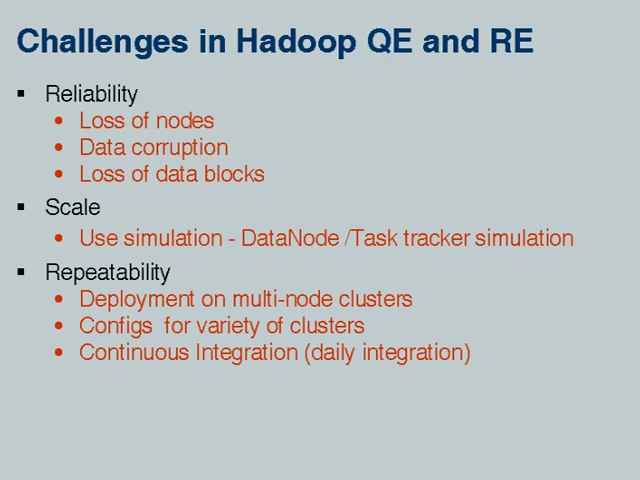 Challenges in Hadoop QE and RE
▪ Reliability
• Loss of nodes
• Data corruption
• Loss of data blocks
▪ Scale
• Use simulation - DataNode /Task tracker simulation
▪ Repeatability
• Deployment on multi-node clusters
• Configs for variety of clusters
• Continuous Integration (daily integration)